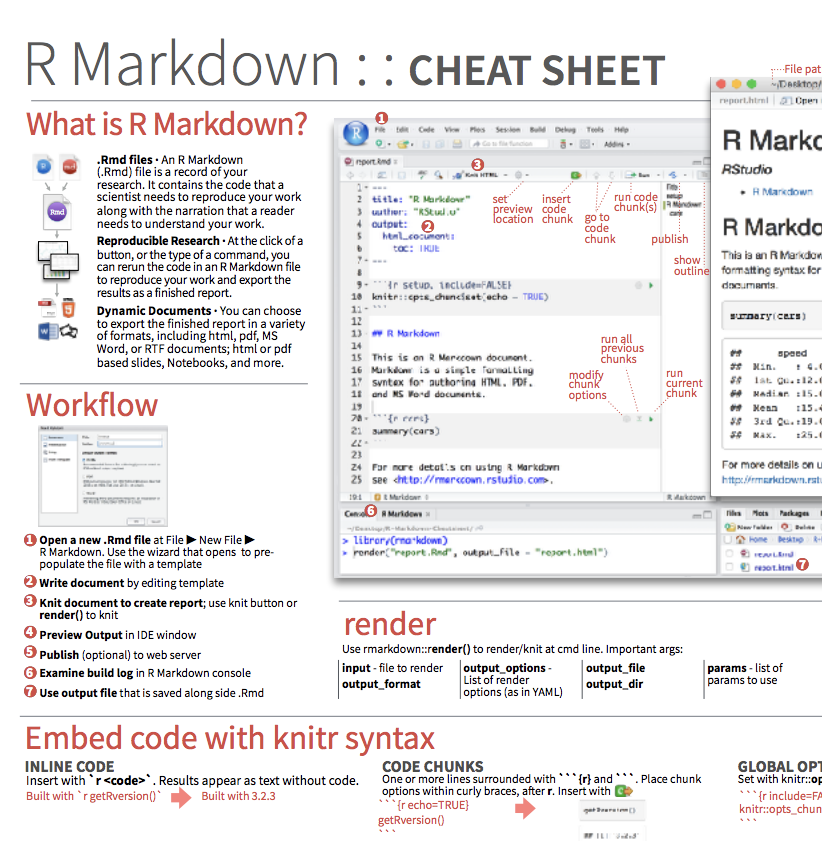 R Markdown : : CHEAT SHEET
What is R Markdown?
.Rmd files · An R Markdown
(.Rmd) file is a record of your
research. It contains the code that a
scientist needs to reproduce your work
along with the narration that a reader
needs to understand your work.
Reproducible Research · At the click of a
button, or the type of a command, you
can rerun the code in an R Markdown file
to reproduce your work and export the
results as a finished report.
Dynamic Documents · You can choose
to export the finished report in a variety
of formats, including html, pdf, MS
Word, or RTF documents; html or pdf
based slides, Notebooks, and more.
Rmd
Workflow
1 Open a new .Rmd file at File ▶ New File ▶
R Markdown. Use the wizard that opens to pre-
populate the file with a template
2 Write document by editing template
3 Knit document to create report; use knit button or
render() to knit
4 Preview Output in IDE window
5 Publish (optional) to web server
6 Examine build log in R Markdown console
7 Use output file that is saved along side .Rmd
1
File Edit Code View Plots Session Build Debug Tools Help
Go to file/function Addins
report.Rmd
3
Knit HTML Run
set
preview
location
insert
code
chunk
go to
code
chunk
run code
chunk(s)
publish
show
outline
1 ---
2 title: "R Markdown"
3 author: "RStudio"
4 output:
2
5 html_document:
6 toc: TRUE
7 ---
8
9 ```{r setup, include=FALSE}
10 knitr::opts_chunk$set(echo = TRUE)
11 ```
12
13 ## R Markdown
14
15 This is an R Markdown document.
16 Markdown is a simple formatting
17 syntax for authoring HTML, PDF,
18 and MS Word documents.
19
20 ```{r cars}
21 summary(cars)
22 ```
23
24 For more details on using R Markdown
25 see <http://rmarkdown.rstudio.com>.
modify
chunk
options
run all
previous
chunks
run
current
chunk
19:1 R Markdown R Markdown
Console 6 R Markdown
~/Desktop/R-Markdown-Cheatsheet/
> library(rmarkdown)
> render("report.Rmd", output_file = "report.html")
File pat
~/Desktop/
report.html Open
R Markd
RStudio
• R Markdown
R Markdo
This is an R Markdow
formatting syntax for
documents.
summary(cars)
## speed
## Min. : 4.0
## 1st Qu.:12.0
## Median :15.0
## Mean :15.4
## 3rd Qu.:19.0
## Max. :25.0
For more details on u
http://rmarkdown.rstu
Files Plots Packages
New Folder Delete
Home Desktop R-
report.Rmd
report.html 7
render
Use rmarkdown::render() to render/knit at cmd line. Important args:
input - file to render
output_format
output_options -
List of render
options (as in YAML)
output_file
output_dir
params - list of
params to use
Embed code with knitr syntax
INLINE CODE
Insert with `r <code>`. Results appear as text without code.
Built with `r getRversion()` Built with 3.2.3
CODE CHUNKS
One or more lines surrounded with ```{r} and ```. Place chunk
options within curly braces, after r. Insert with
```{r echo=TRUE}
getRversion()
```
getRversion()
## [1] '3.2.3'
GLOBAL OPT
Set with knitr::op
```{r include=FA
knitr::opts_chun
```